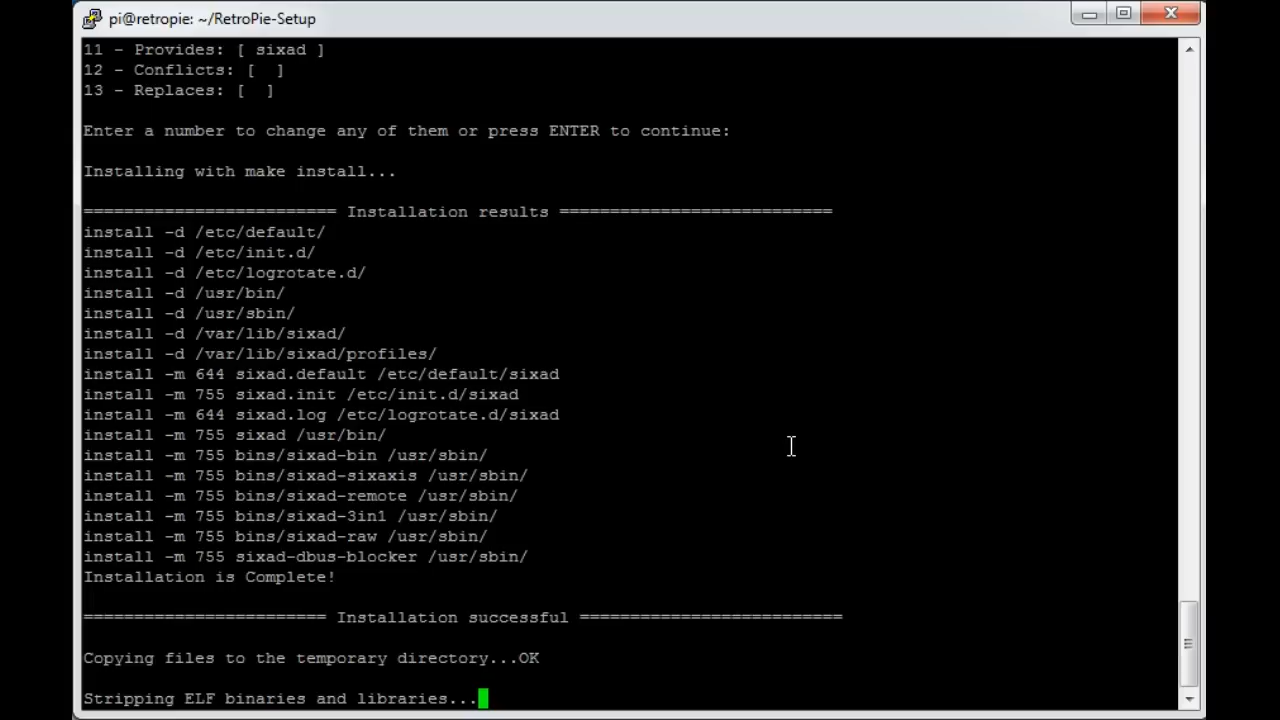 pi@retropie: ~/RetroPie-Setup
11 - Provides: [ sixad ]
12 - Conflicts: [  ]
13 - Replaces: [  ]
Enter a number to change any of them or press ENTER to continue:
Installing with make install...
========================= Installation results ===========================
install -d /etc/default/
install -d /etc/init.d/
install -d /etc/logrotate.d/
install -d /usr/bin/
install -d /usr/sbin/
install -d /var/lib/sixad/
install -d /var/lib/sixad/profiles/
install -m 644 sixad.default /etc/default/sixad
install -m 755 sixad.init /etc/init.d/sixad
install -m 644 sixad.log /etc/logrotate.d/sixad
install -m 755 sixad /usr/bin/
install -m 755 bins/sixad-bin /usr/sbin/
install -m 755 bins/sixad-sixaxis /usr/sbin/
install -m 755 bins/sixad-remote /usr/sbin/
install -m 755 bins/sixad-3in1 /usr/sbin/
install -m 755 bins/sixad-raw /usr/sbin/
install -m 755 sixad-dbus-blocker /usr/sbin/
Installation is Complete!
======================== Installation successful ==========================
Copying files to the temporary directory...OK
Stripping ELF binaries and libraries...